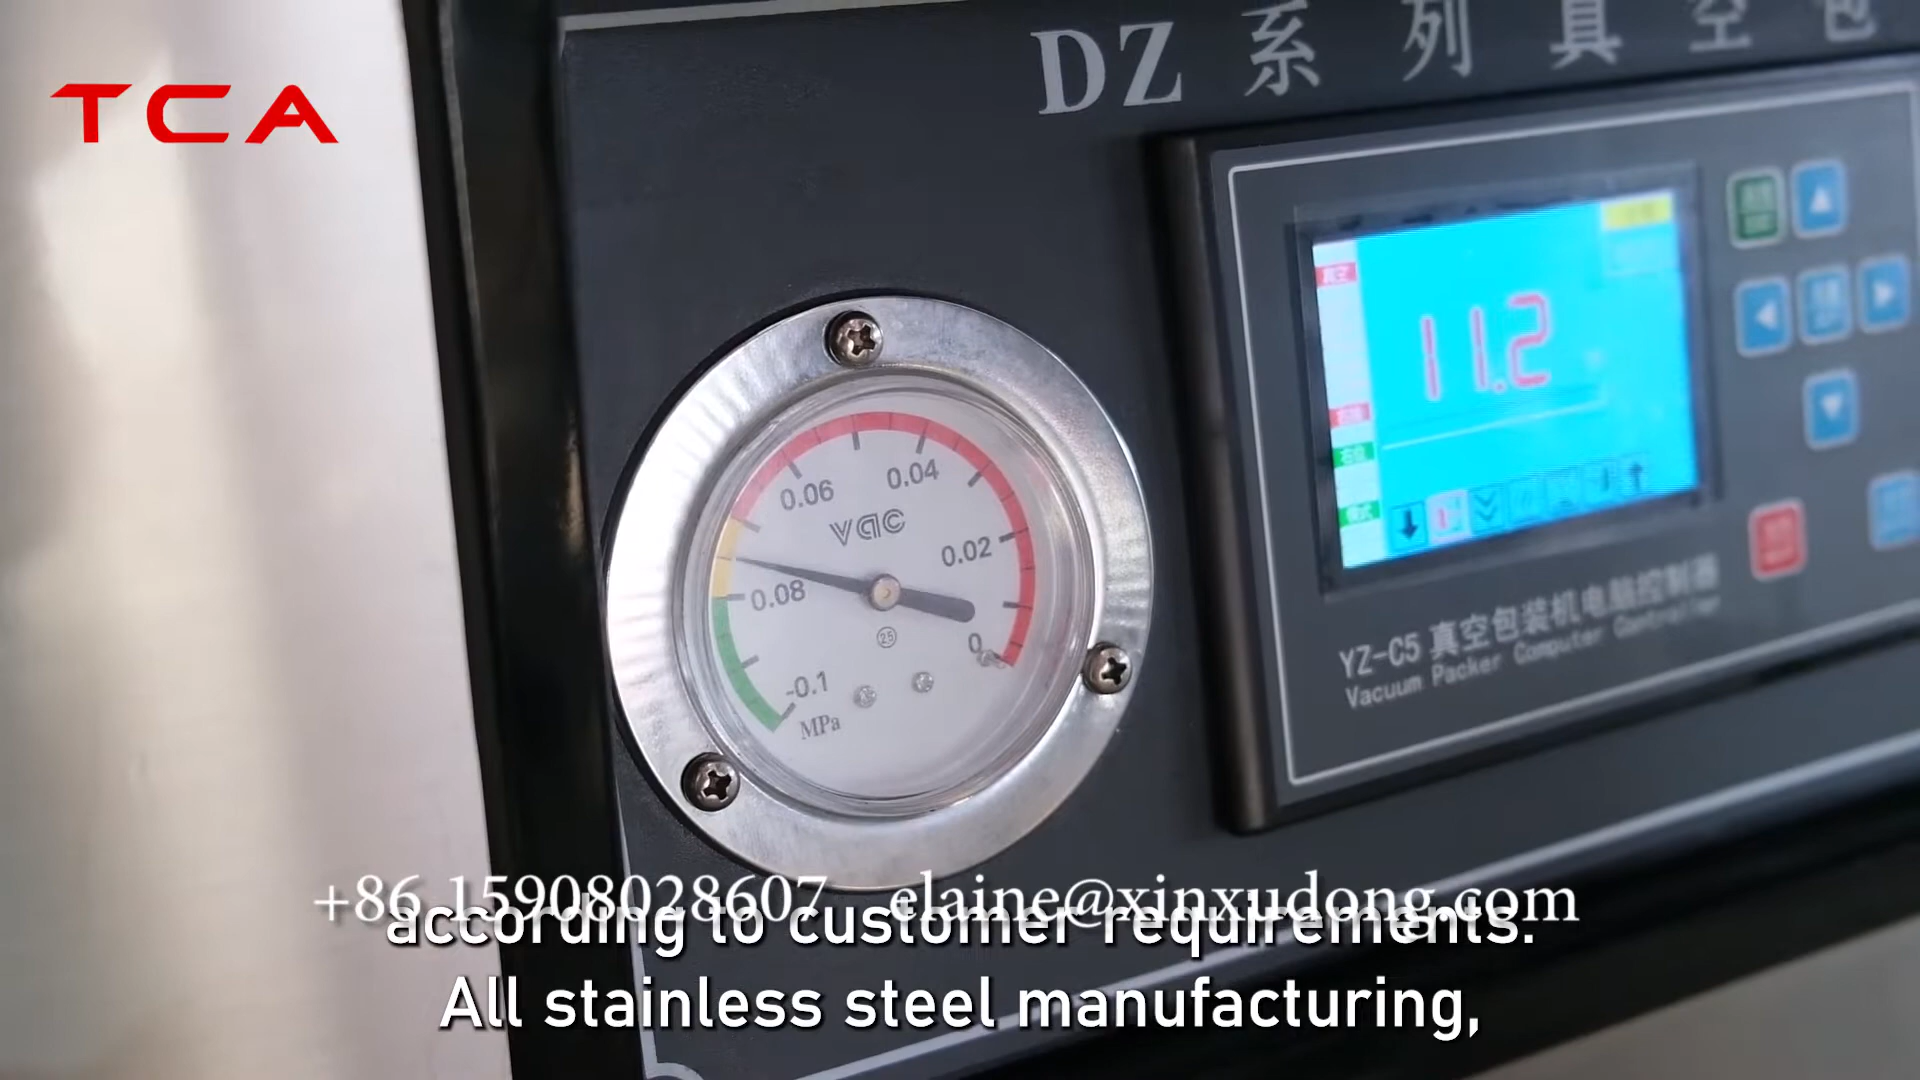 TCA
DZ 系列真空包
11.2
0.06
0.04
vac
0.02
0.08
25
0
-0.1
MPa
YZ-C5 真空包装机电脑控制器
Vacuum Packer Computer Controller
+86 15908028607 elaine@xinxudong.com
according to customer requirements.
All stainless steel manufacturing,